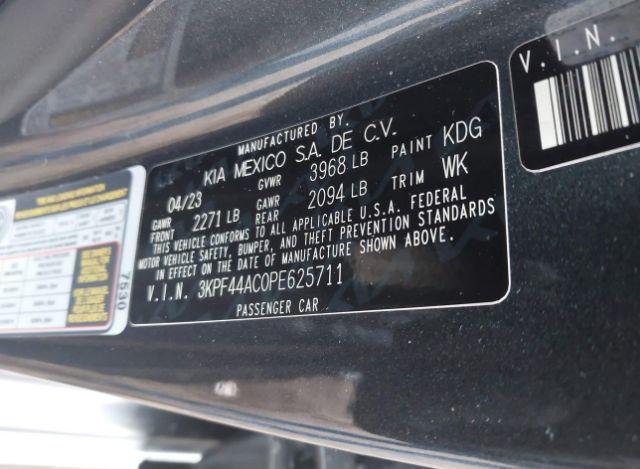 MANUFACTURED BY.
KIA MEXICO S.A. DE C.V.
04/23 GVWR 3968 LB PAINT KDG
GAWR FRONT 2271 LB GAWR REAR 2094 LB TRIM WK
THIS VEHICLE CONFORMS TO ALL APPLICABLE U.S.A. FEDERAL
MOTOR VEHICLE SAFETY, BUMPER, AND THEFT PREVENTION STANDARDS
IN EFFECT ON THE DATE OF MANUFACTURE SHOWN ABOVE.
V.I.N. 3KPF44AC0PE625711
PASSENGER CAR
V.I.N.
7530